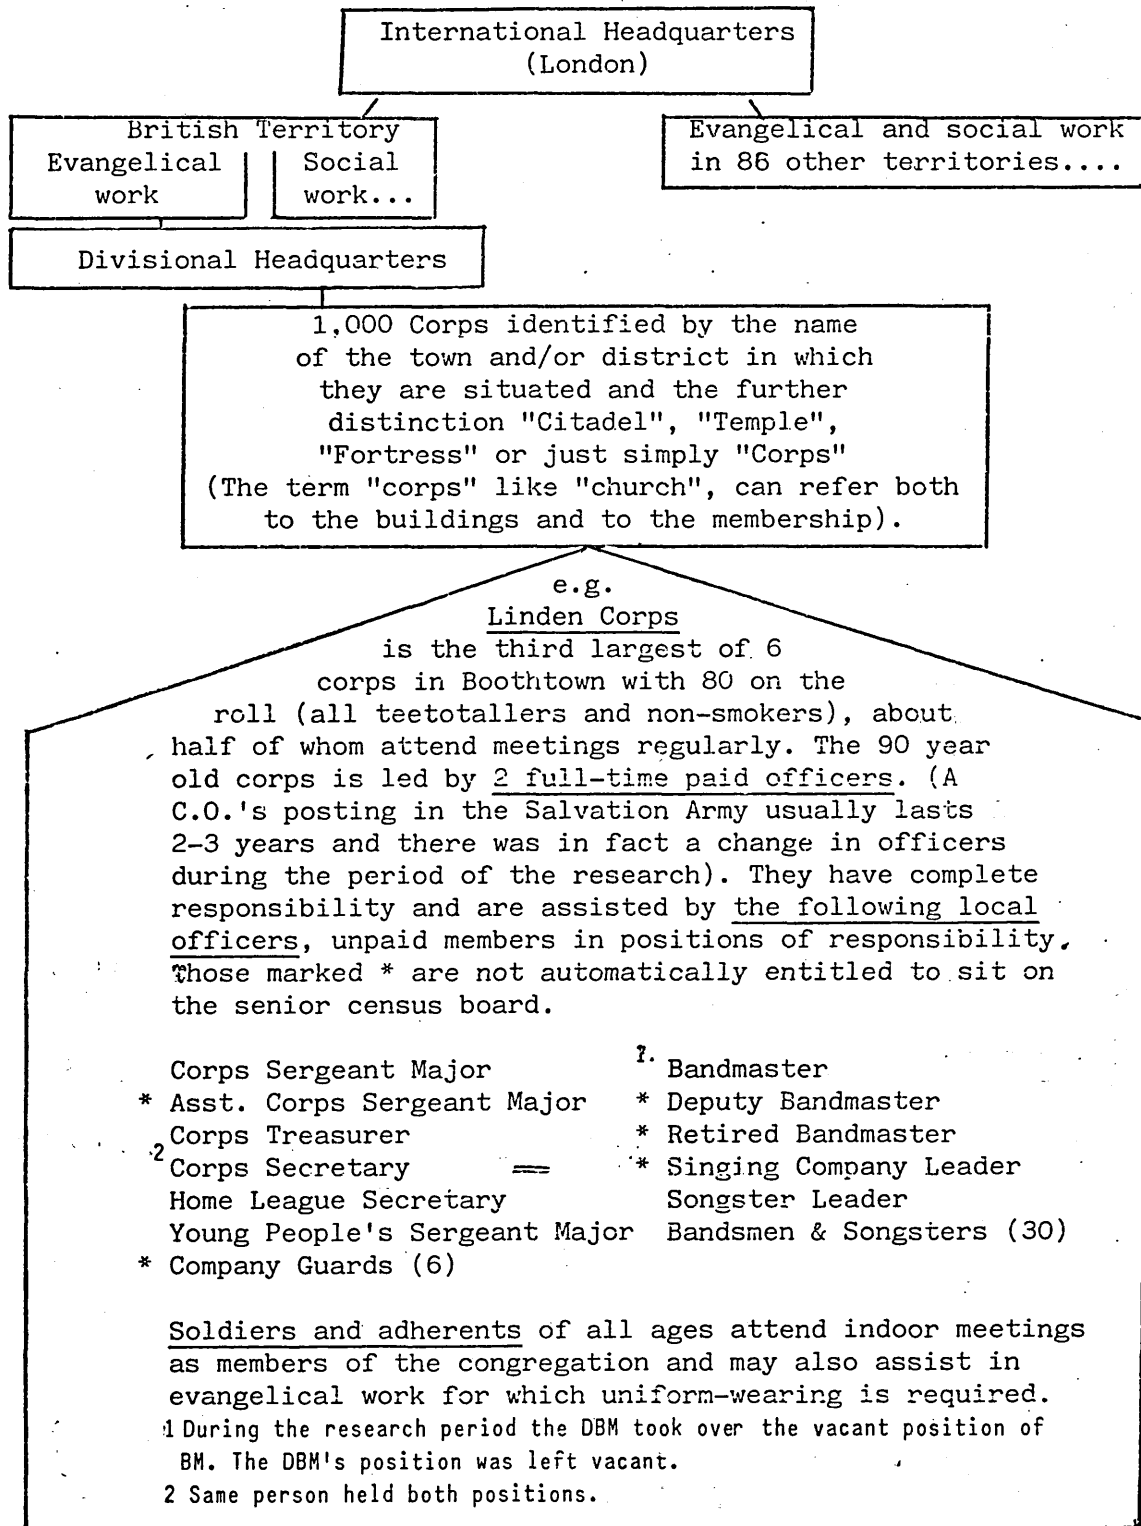 International Headquarters
(London)
British Territory
Evangelical work
Social work...
Evangelical and social work
in 86 other territories....
Divisional Headquarters
1,000 Corps identified by the name
of the town and/or district in which
they are situated and the further
distinction "Citadel", "Temple",
"Fortress" or just simply "Corps"
(The term "corps" like "church", can refer both
to the buildings and to the membership).
e.g.
Linden Corps
is the third largest of 6
corps in Boothtown with 80 on the
roll (all teetotallers and non-smokers), about
half of whom attend meetings regularly. The 90 year
old corps is led by 2 full-time paid officers. (A
C.O.'s posting in the Salvation Army usually lasts
2-3 years and there was in fact a change in officers
during the period of the research). They have complete
responsibility and are assisted by the following local
officers, unpaid members in positions of responsibility.
Those marked * are not automatically entitled to sit on
the senior census board.
Corps Sergeant Major
* Asst. Corps Sergeant Major
Corps Treasurer
2 Corps Secretary =
Home League Secretary
Young People's Sergeant Major
* Company Guards (6)
1. Bandmaster
* Deputy Bandmaster
* Retired Bandmaster
* Singing Company Leader
Songster Leader
Bandsmen & Songsters (30)
Soldiers and adherents of all ages attend indoor meetings
as members of the congregation and may also assist in
evangelical work for which uniform-wearing is required.
1 During the research period the DBM took over the vacant position of
BM. The DBM's position was left vacant.
2 Same person held both positions.